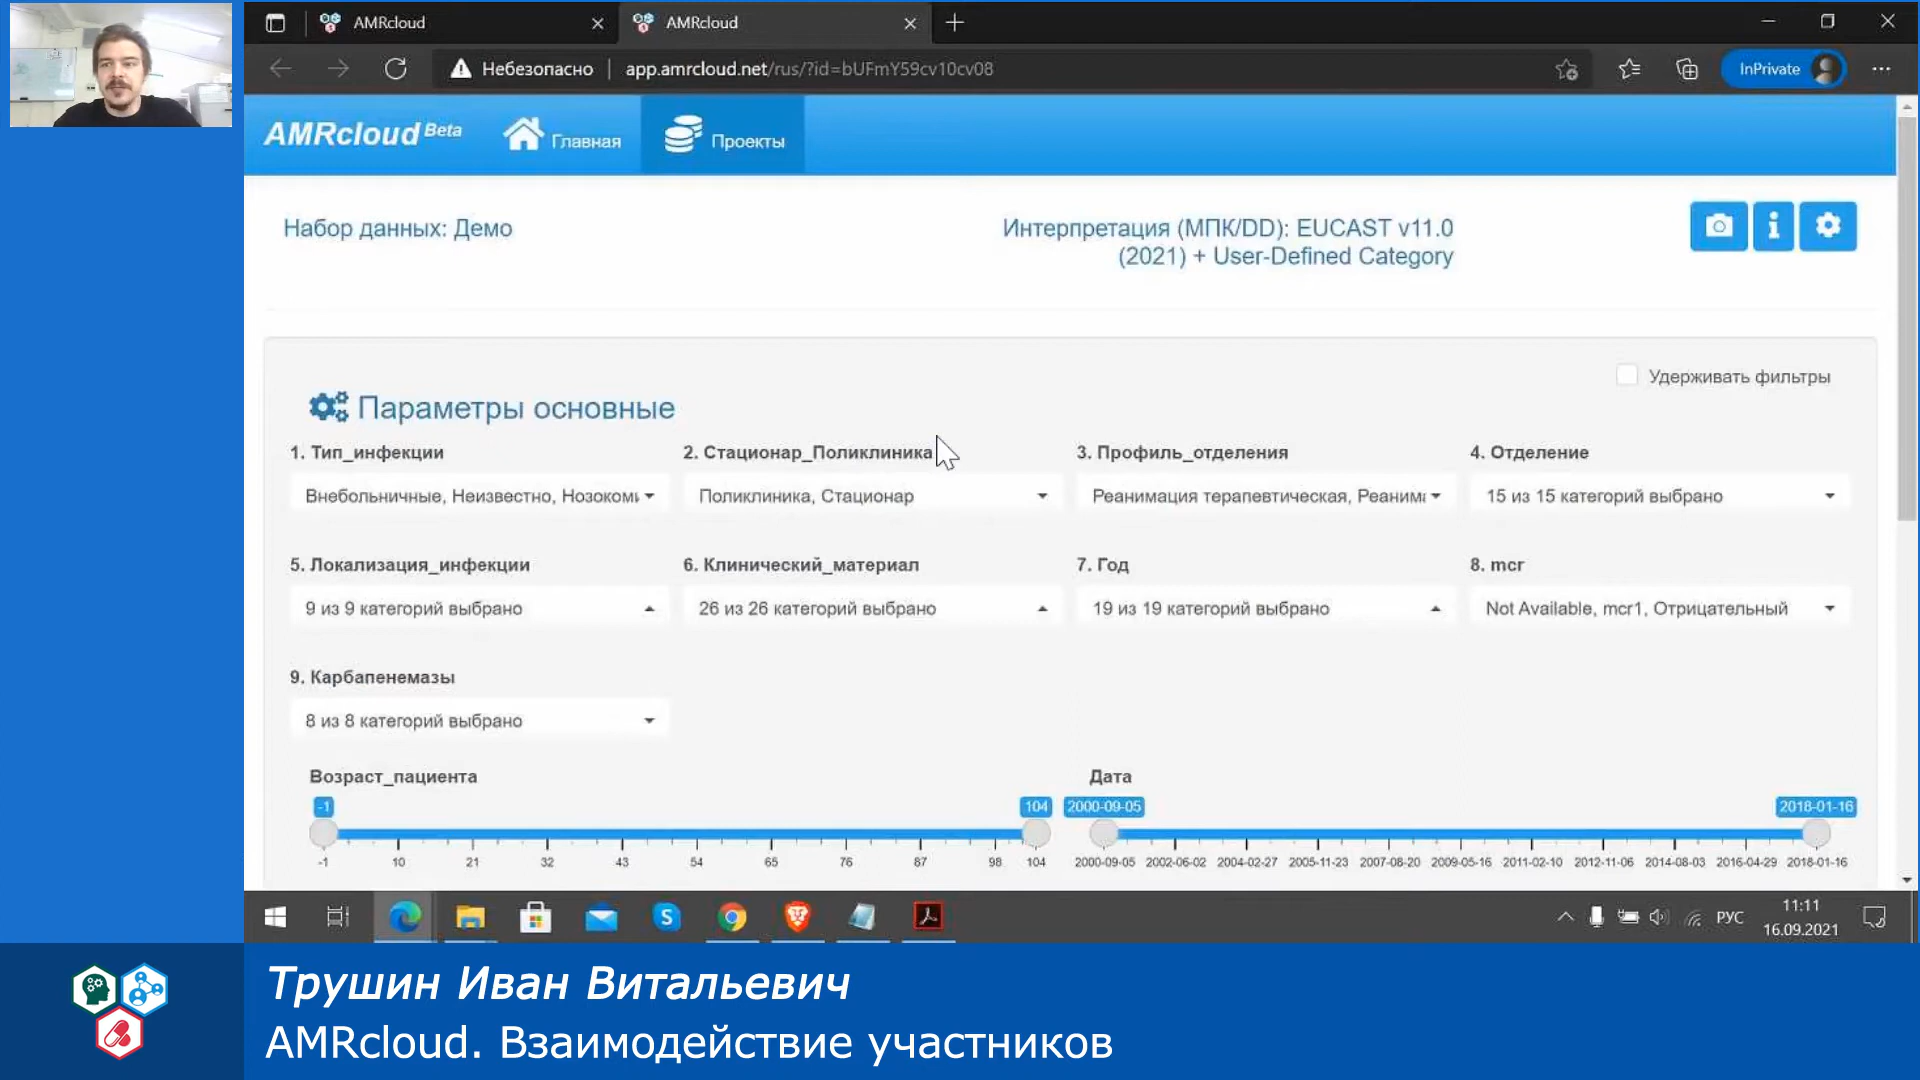 AMRcloud
AMRcloud
Небезопасно
app.amrcloud.net/rus/?id=bUFmY59cv10cv08
InPrivate
AMRcloud Beta
Главная
Проекты
Набор данных: Демо
Интерпретация (МПК/DD): EUCAST v11.0
(2021) + User-Defined Category
Удерживать фильтры
Параметры основные
1. Тип_инфекции
2. Стационар_Поликлиника
3. Профиль_отделения
4. Отделение
Внебольничные, Неизвестно, Нозокоми
Поликлиника, Стационар
Реанимация терапевтическая, Реаним
15 из 15 категорий выбрано
5. Локализация_инфекции
6. Клинический_материал
7. Год
8. mcr
9 из 9 категорий выбрано
26 из 26 категорий выбрано
19 из 19 категорий выбрано
Not Available, mcr1, Отрицательный
9. Карбапенемазы
8 из 8 категорий выбрано
Возраст_пациента
Дата
-1
104
2000-09-05
2018-01-16
-1 10 21 32 43 54 65 76 87 98 104
2000-09-05 2002-06-02 2004-02-27 2005-11-23 2007-08-20 2009-05-16 2011-02-10 2012-11-06 2014-08-03 2016-04-29 2018-01-16
РУС
11:11
16.09.2021
Трушин Иван Витальевич
AMRcloud. Взаимодействие участников